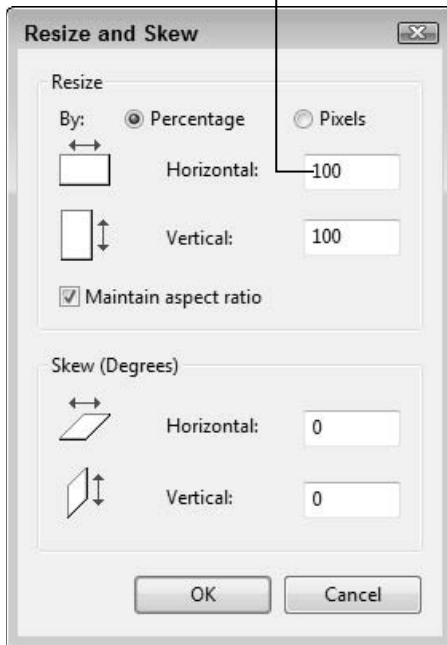 Resize and Skew
Resize
By: Percentage Pixels
Horizontal: 100
Vertical: 100
Maintain aspect ratio
Skew (Degrees)
Horizontal: 0
Vertical: 0
OK Cancel